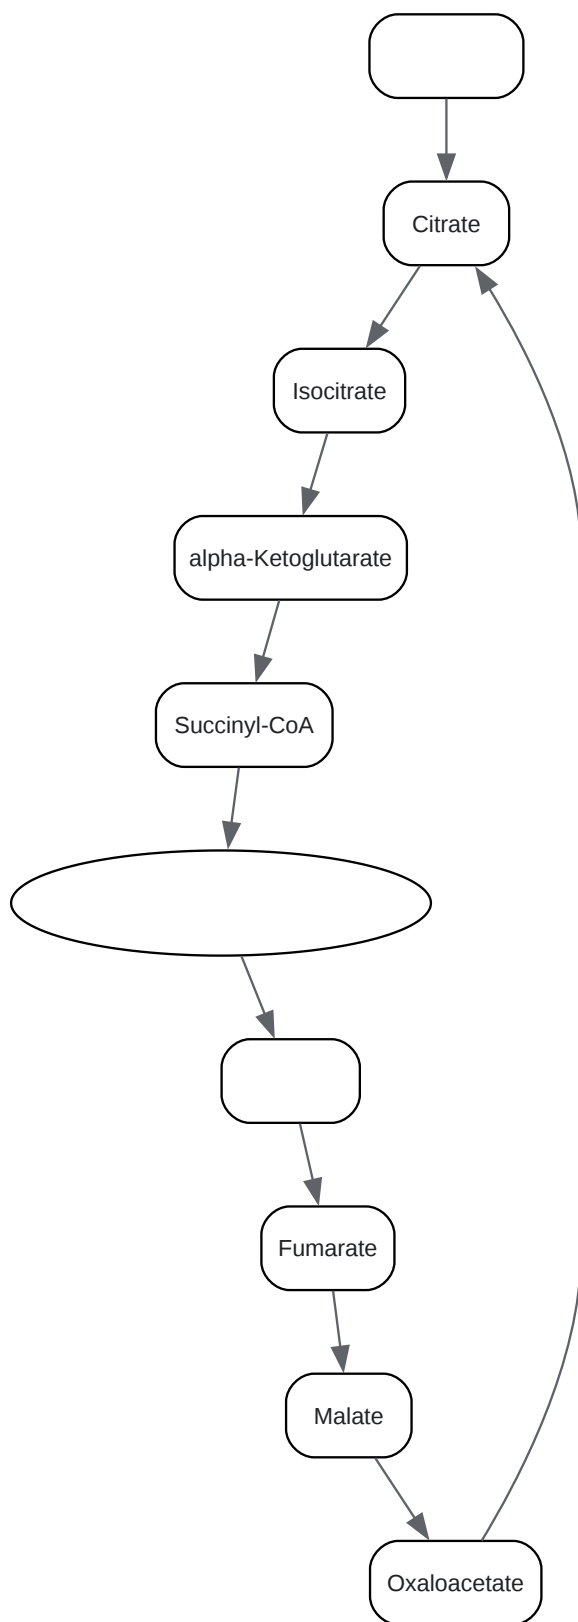 Citrate
Isocitrate
alpha-Ketoglutarate
Succinyl-CoA
Fumarate
Malate
Oxaloacetate